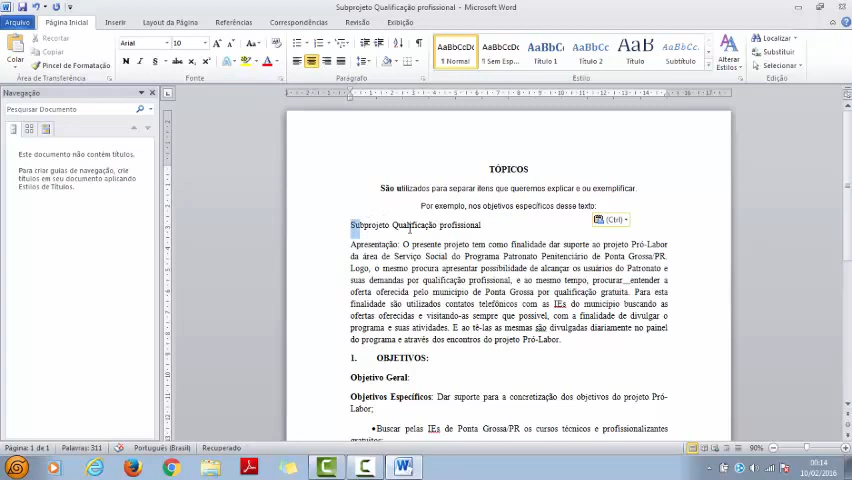 Subprojeto Qualificação profissional - Microsoft Word
Arquivo Página Inicial Inserir Layout da Página Referências Correspondências Revisão Exibição
Colar
Recortar
Copiar
Pincel de Formatação
Área de Transferência
Arial 10
N I S
Fonte
Parágrafo
AaBbCcDc AaBbCcDc AaBbC AaBbCc AaB AaBbCc.
¶ Normal ¶ Sem Esp... Título 1 Título 2 Título Subtítulo
Alterar Estilos
Estilo
Localizar
Substituir
Selecionar
Edição
Navegação
Pesquisar Documento
Este documento não contém títulos.
Para criar guias de navegação, crie
títulos em seu documento aplicando
Estilos de Títulos.
TÓPICOS
São utilizados para separar itens que queremos explicar e ou exemplificar.
Por exemplo, nos objetivos específicos desse texto:
(Ctrl)
Subprojeto Qualificação profissional
Apresentação: O presente projeto tem como finalidade dar suporte ao projeto Pró-Labor
da área de Serviço Social do Programa Patronato Penitenciário de Ponta Grossa/PR.
Logo, o mesmo procura apresentar possibilidade de alcançar os usuários do Patronato e
suas demandas por qualificação profissional, e ao mesmo tempo, procurar entender a
oferta oferecida pelo município de Ponta Grossa por qualificação gratuita. Para esta
finalidade são utilizados contatos telefônicos com as IEs do município buscando as
ofertas oferecidas e visitando-as sempre que possível, com a finalidade de divulgar o
programa e suas atividades. E ao tê-las as mesmas são divulgadas diariamente no painel
do programa e através dos encontros do projeto Pró-Labor.
1. OBJETIVOS:
Objetivo Geral:
Objetivos Específicos: Dar suporte para a concretização dos objetivos do projeto Pró-
Labor;
•Buscar pelas IEs de Ponta Grossa/PR os cursos técnicos e profissionalizantes
gratuitos;
Página: 1 de 1 Palavras: 311 Português (Brasil) Recuperado 90%
00:14
10/02/2016